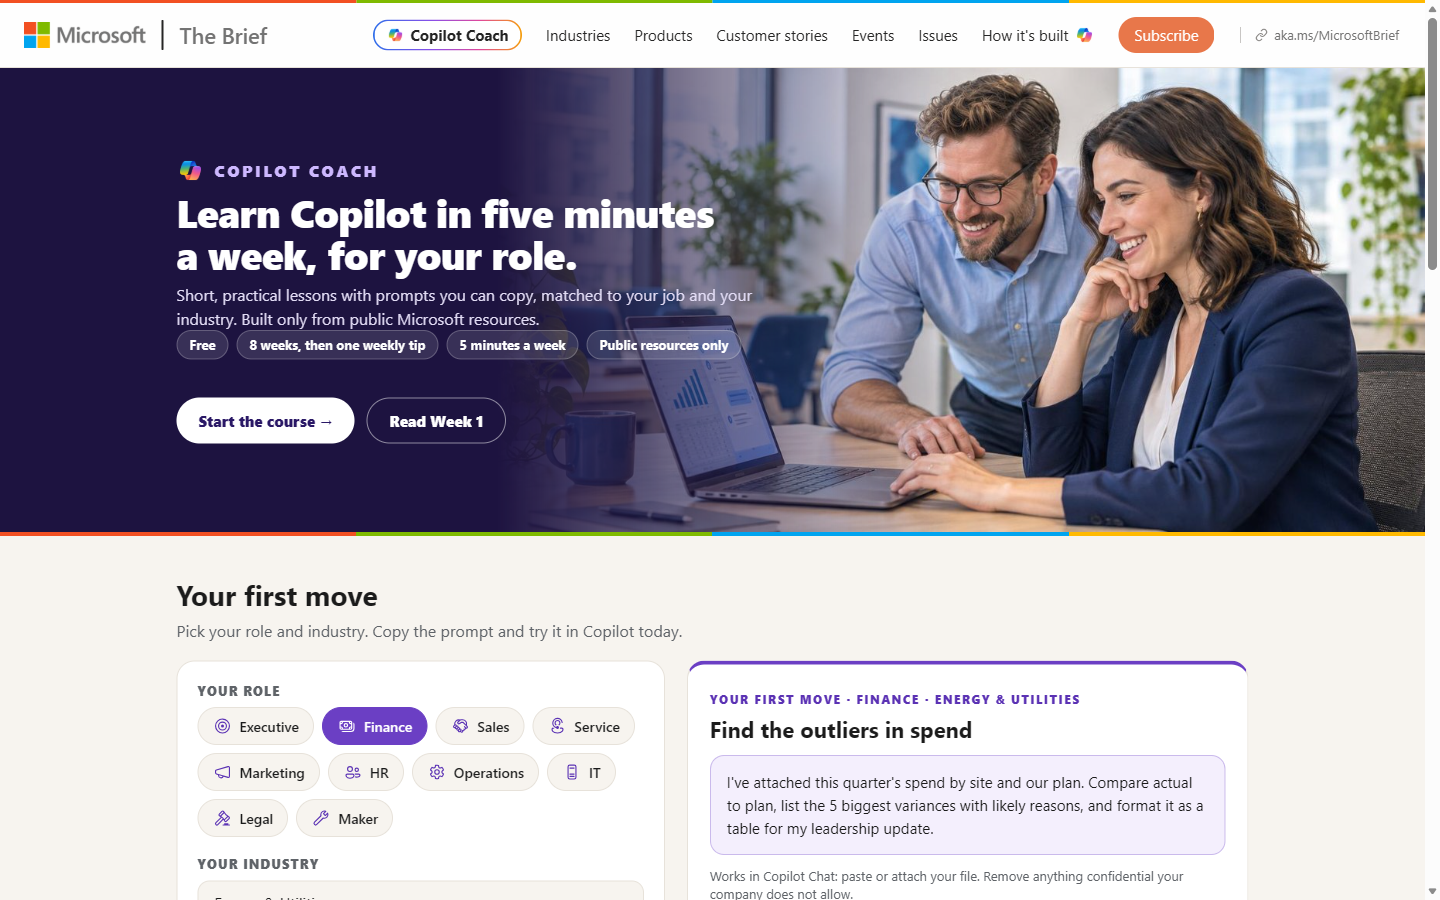 Microsoft | The Brief
Copilot Coach
Industries
Products
Customer stories
Events
Issues
How it's built
Subscribe
aka.ms/MicrosoftBrief
COPILOT COACH
Learn Copilot in five minutes
a week, for your role.
Short, practical lessons with prompts you can copy, matched to your job and your
industry. Built only from public Microsoft resources.
Free
8 weeks, then one weekly tip
5 minutes a week
Public resources only
Start the course →
Read Week 1
Your first move
Pick your role and industry. Copy the prompt and try it in Copilot today.
YOUR ROLE
Executive
Finance
Sales
Service
Marketing
HR
Operations
IT
Legal
Maker
YOUR INDUSTRY
YOUR FIRST MOVE · FINANCE · ENERGY & UTILITIES
Find the outliers in spend
I've attached this quarter's spend by site and our plan. Compare actual
to plan, list the 5 biggest variances with likely reasons, and format it as a
table for my leadership update.
Works in Copilot Chat: paste or attach your file. Remove anything confidential your
company does not allow.